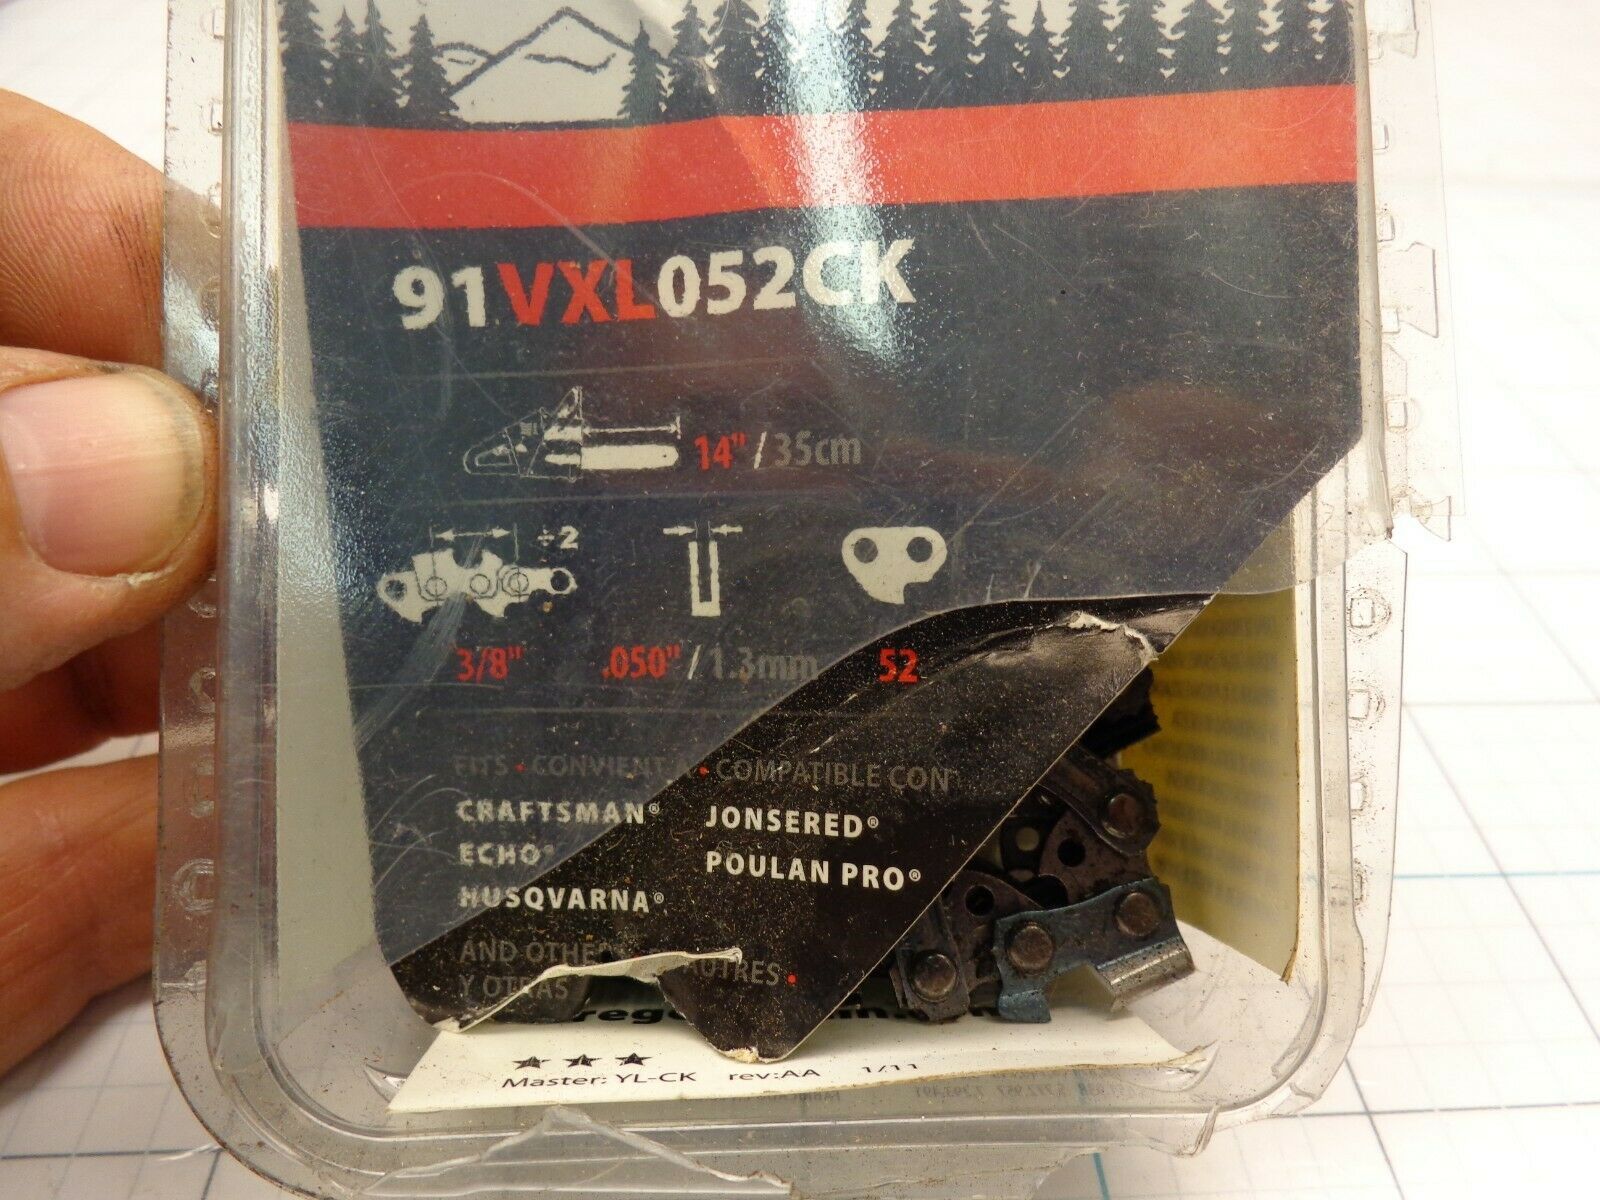 91VXL052CK
14" / 35cm
÷2
3/8" .050" / 1.3mm 52
FITS • CONVIENT À • COMPATIBLE CON
CRAFTSMAN® JONSERED®
ECHO® POULAN PRO®
HUSQVARNA®
AND OTHERS AUTRES •
Y OTRAS
★ ★ ★
Master: YL-CK rev:AA 1/11